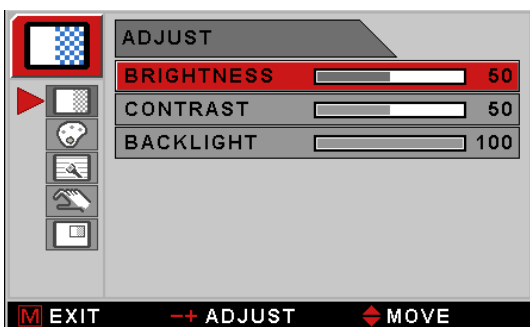 ADJUST
BRIGHTNESS 50
CONTRAST 50
BACKLIGHT 100
M EXIT -+ ADJUST MOVE